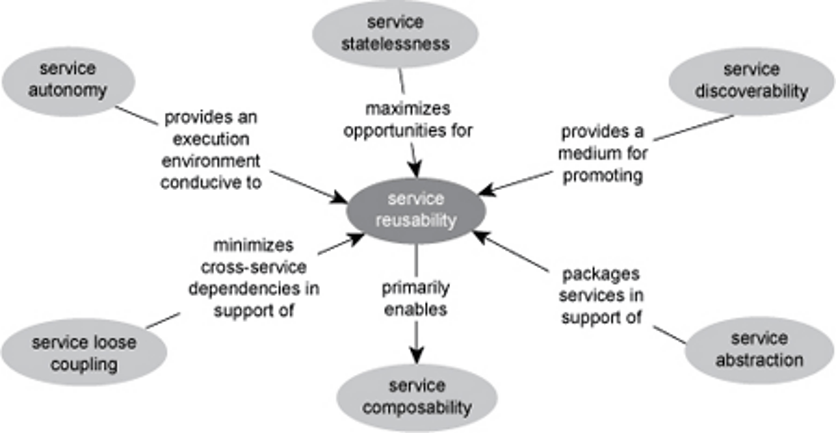 service
statelessness
service
autonomy
service
discoverability
provides an
execution
environment
conducive to
maximizes
opportunities for
provides a
medium for
promoting
service
reusability
minimizes
cross-service
dependencies in
support of
primarily
enables
packages
services in
support of
service loose
coupling
service
composability
service
abstraction